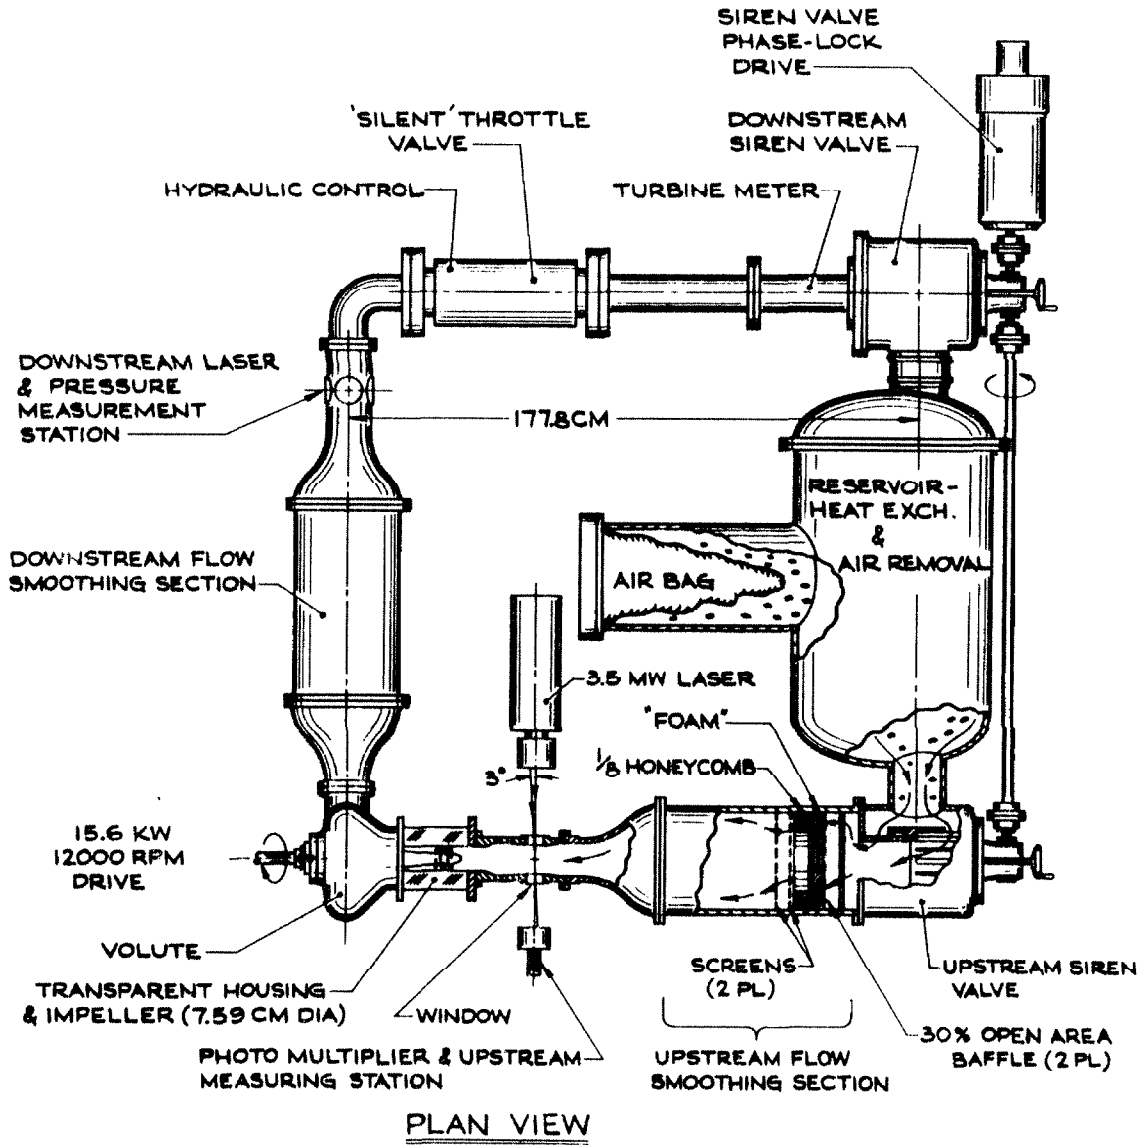 SIREN VALVE
PHASE-LOCK
DRIVE
'SILENT' THROTTLE
VALVE
DOWNSTREAM
SIREN VALVE
HYDRAULIC CONTROL
TURBINE METER
DOWNSTREAM LASER
& PRESSURE
MEASUREMENT
STATION
177.8CM
RESERVOIR-
HEAT EXCH.
&
AIR REMOVAL
DOWNSTREAM FLOW
SMOOTHING SECTION
AIR BAG
3.5 MW LASER
"FOAM"
3°
1/8 HONEYCOMB
15.6 KW
12000 RPM
DRIVE
VOLUTE
TRANSPARENT HOUSING
& IMPELLER (7.59 CM DIA)
WINDOW
PHOTO MULTIPLIER & UPSTREAM
MEASURING STATION
SCREENS
(2 PL)
UPSTREAM FLOW
SMOOTHING SECTION
UPSTREAM SIREN
VALVE
30% OPEN AREA
BAFFLE (2 PL)
PLAN VIEW